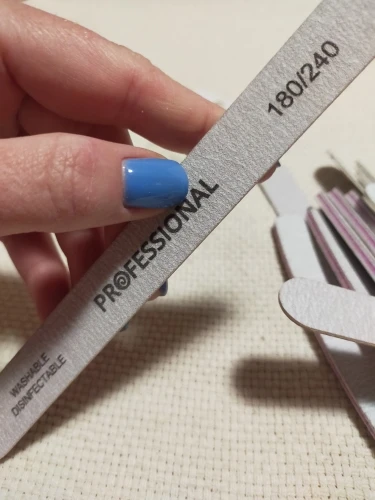 180/240
PROFESSIONAL
WASHABLE
DISINFECTABLE